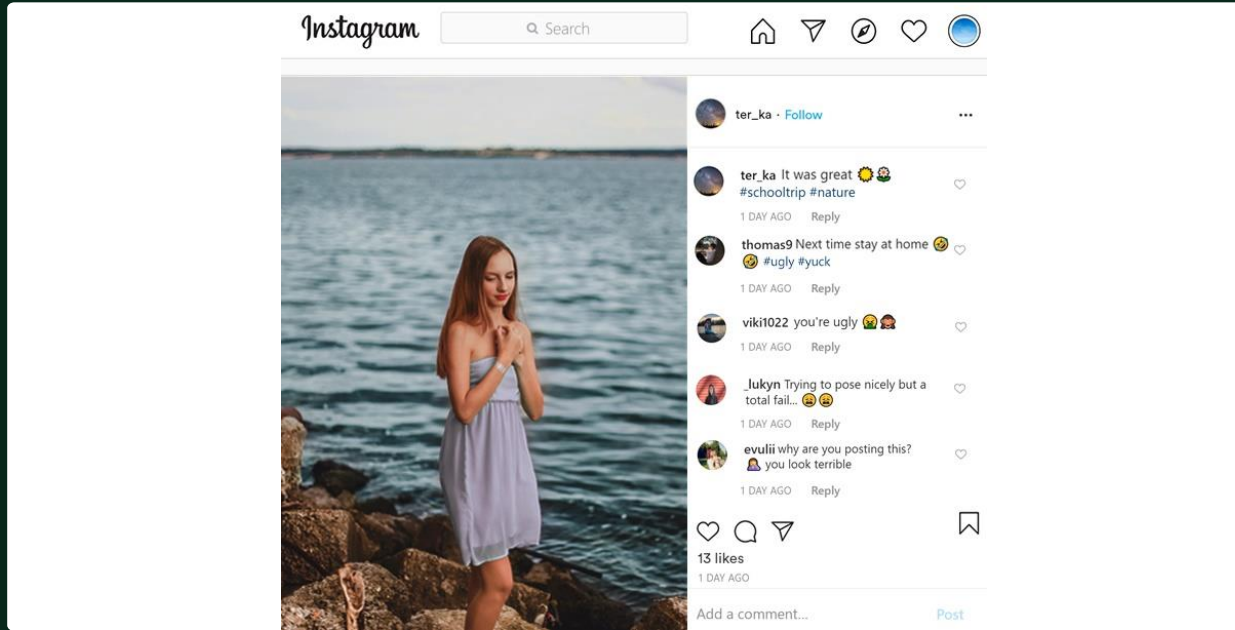 Instagram
Search
ter_ka · Follow
ter_ka It was great 🌞🌸
#schooltrip #nature
1 DAY AGO Reply
thomas9 Next time stay at home 🤣
🤣 #ugly #yuck
1 DAY AGO Reply
viki1022 you're ugly 🤮🙈
1 DAY AGO Reply
_lukyn Trying to pose nicely but a
total fail... 😩😩
1 DAY AGO Reply
evulii why are you posting this?
🤦‍♀️ you look terrible
1 DAY AGO Reply
13 likes
1 DAY AGO
Add a comment...
Post